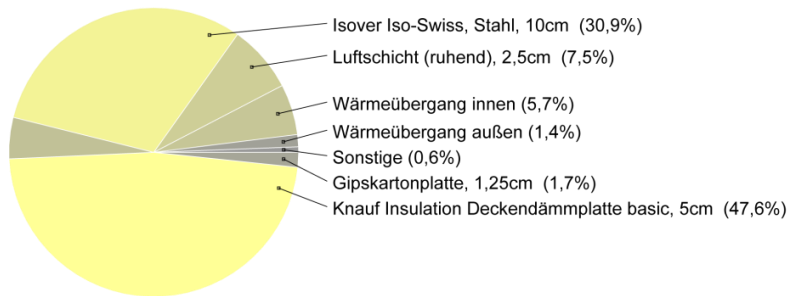 Isover Iso-Swiss, Stahl, 10cm (30,9%)
Luftschicht (ruhend), 2,5cm (7,5%)
Wärmeübergang innen (5,7%)
Wärmeübergang außen (1,4%)
Sonstige (0,6%)
Gipskartonplatte, 1,25cm (1,7%)
Knauf Insulation Deckendämmplatte basic, 5cm (47,6%)